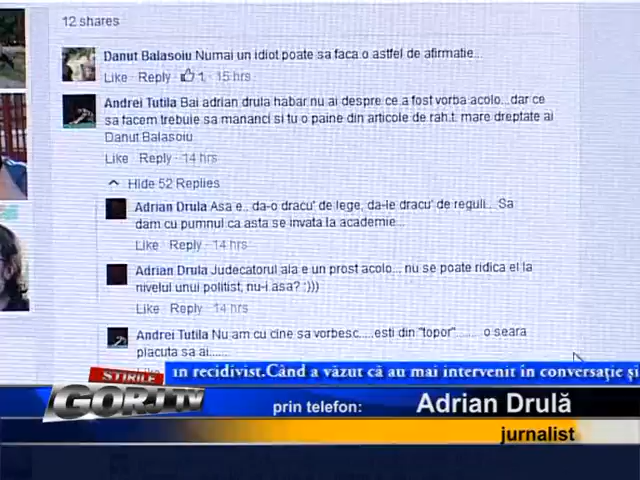 12 shares
Danut Balasoiu Numai un idiot poate sa faca o astfel de afirmatie...
Like · Reply · 1 · 15 hrs
Andrei Tutila Bai adrian drula habar nu ai despre ce a fost vorba acolo...dar ce
sa facem trebuie sa mananci si tu o paine din articole de rah.t. mare dreptate ai
Danut Balasoiu
Like · Reply · 14 hrs
Hide 52 Replies
Adrian Drula Asa e.. da-o dracu' de lege, da-le dracu' de reguli... Sa
dam cu pumnul ca asta se invata la academie...
Like · Reply · 14 hrs
Adrian Drula Judecatorul ala e un prost acolo... nu se poate ridica el la
nivelul unui politist, nu-i asa? :)))
Like · Reply · 14 hrs
Andrei Tutila Nu am cu cine sa vorbesc.....esti din "topor"....... o seara
placuta sa ai......
ın recidivist.Când a văzut că au mai intervenit în conversaţie şi
ŞTIRILE
GORJ TV
prin telefon: Adrian Drulă
jurnalist